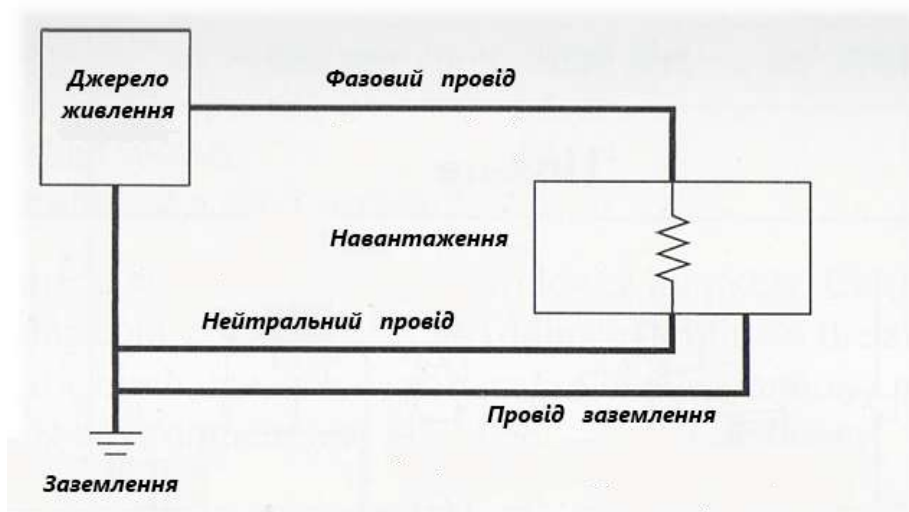 Джерело
живлення
Фазовий провід
Навантаження
Нейтральний провід
Провід заземлення
Заземлення